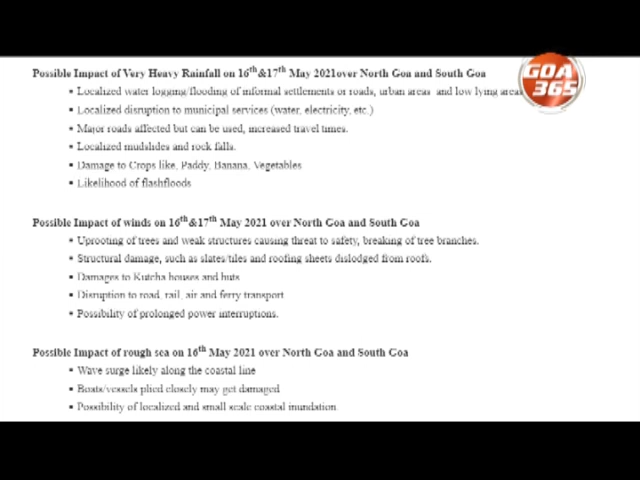 Possible Impact of Very Heavy Rainfall on 16th&17th May 2021over North Goa and South Goa
▪ Localized water logging/flooding of informal settlements or roads, urban areas and low lying areas
▪ Localized disruption to municipal services (water, electricity, etc.)
▪ Major roads affected but can be used, increased travel times.
▪ Localized mudslides and rock falls.
▪ Damage to Crops like, Paddy, Banana, Vegetables
▪ Likelihood of flashfloods
Possible Impact of winds on 16th&17th May 2021 over North Goa and South Goa
▪ Uprooting of trees and weak structures causing threat to safety, breaking of tree branches.
▪ Structural damage, such as slates/tiles and roofing sheets dislodged from roofs.
▪ Damages to Kutcha houses and huts
▪ Disruption to road, rail, air and ferry transport
▪ Possibility of prolonged power interruptions.
Possible Impact of rough sea on 16th May 2021 over North Goa and South Goa
▪ Wave surge likely along the coastal line
▪ Boats/vessels plied closely may get damaged
▪ Possibility of localized and small scale coastal inundation
GOA
365